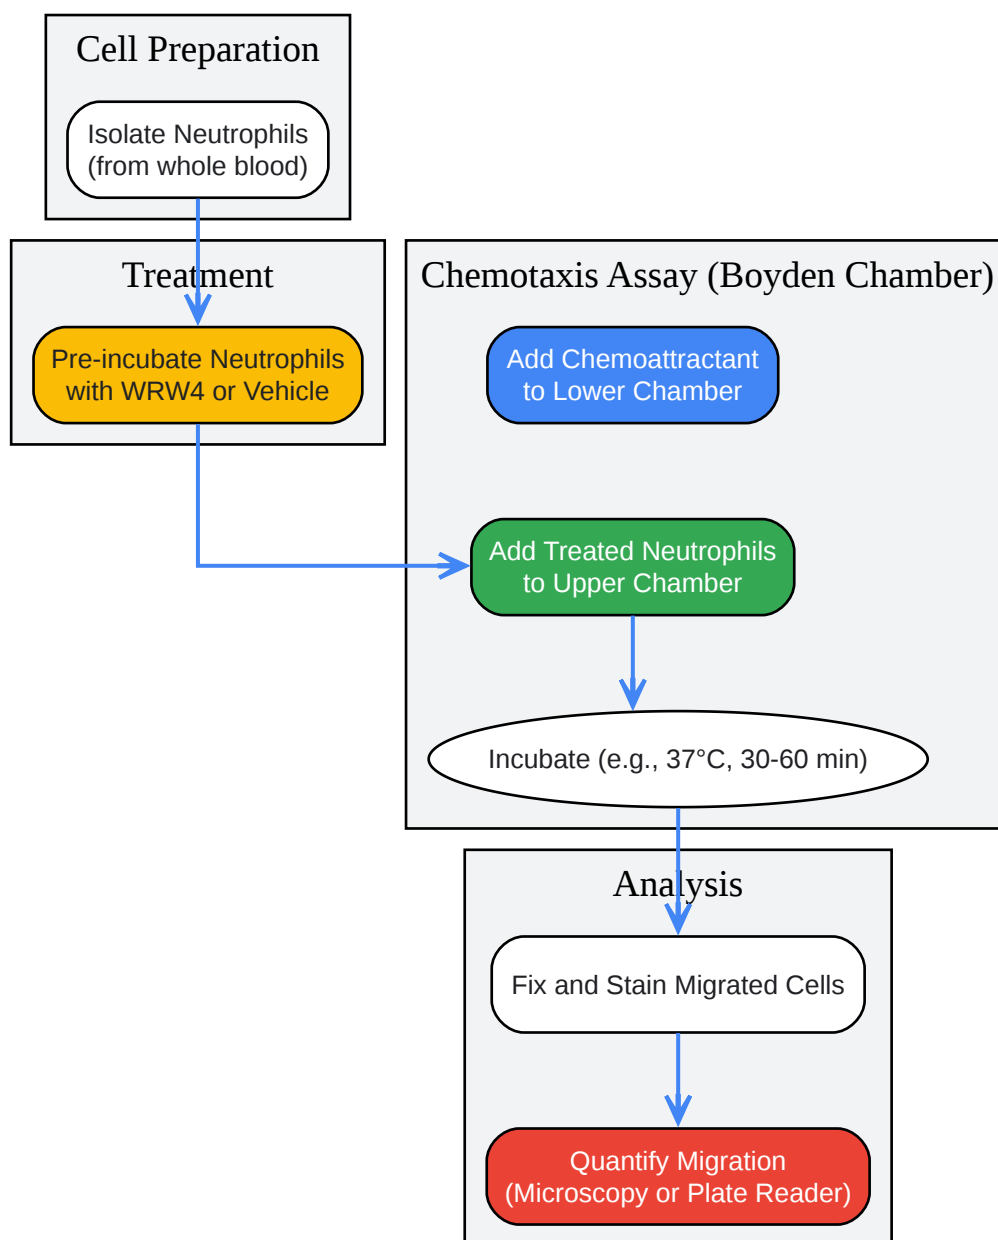 Cell Preparation
Isolate Neutrophils
(from whole blood)
Treatment
Pre-incubate Neutrophils
with WRW4 or Vehicle
Chemotaxis Assay (Boyden Chamber)
Add Chemoattractant
to Lower Chamber
Add Treated Neutrophils
to Upper Chamber
Incubate (e.g., 37°C, 30-60 min)
Analysis
Fix and Stain Migrated Cells
Quantify Migration
(Microscopy or Plate Reader)